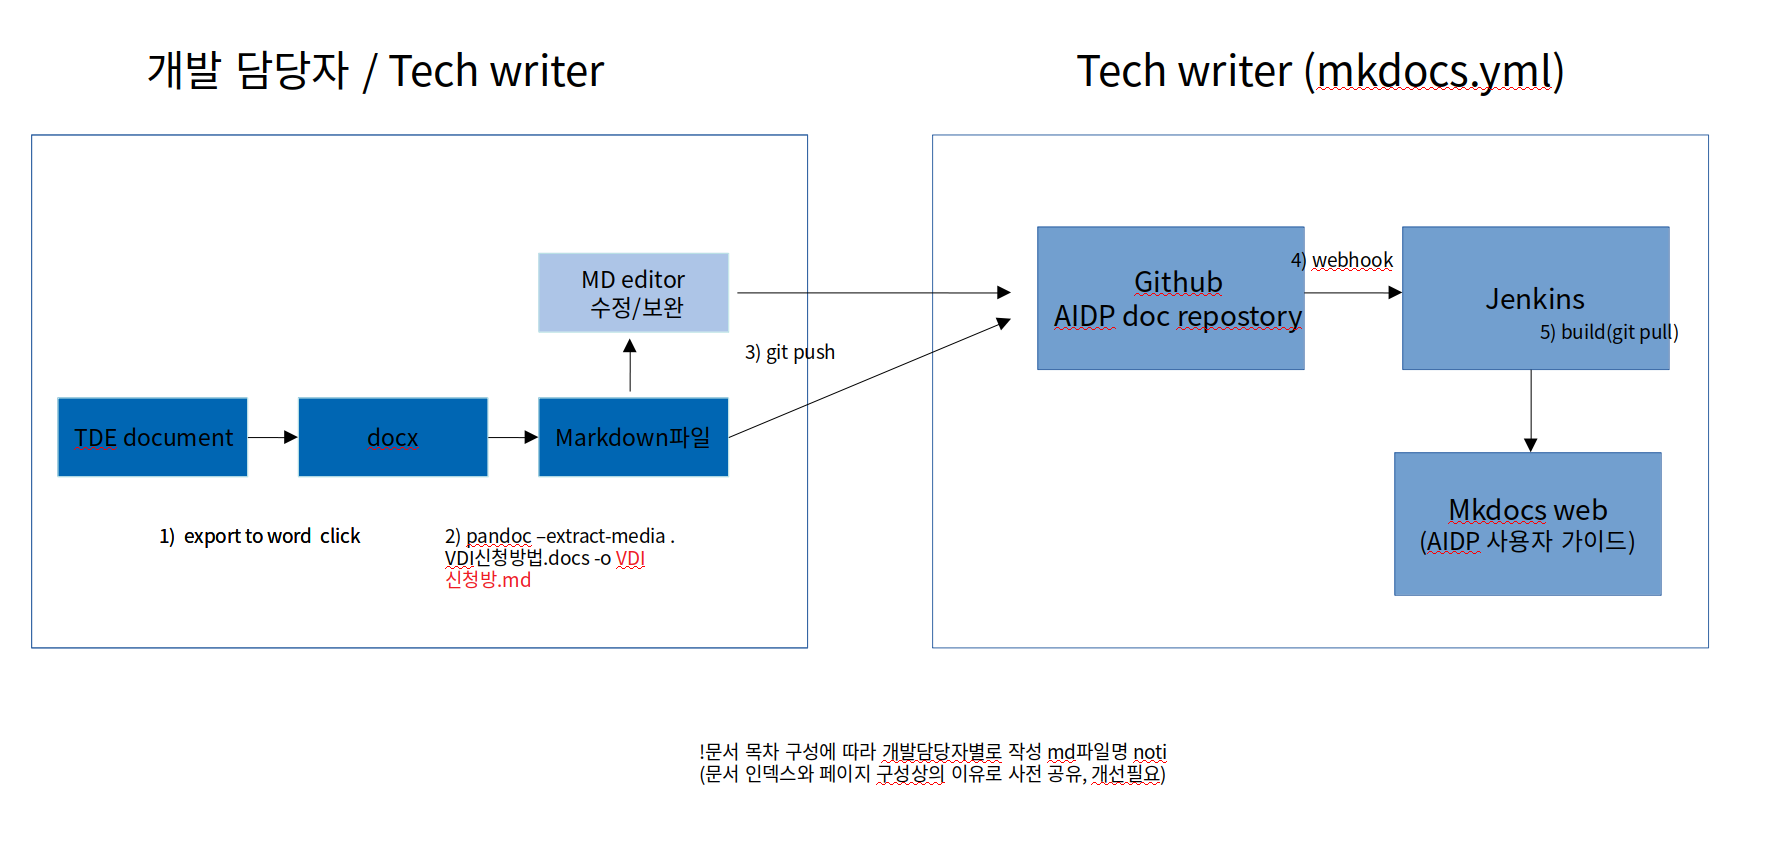 개발 담당자 / Tech writer
Tech writer (mkdocs.yml)
MD editor
수정/보완
Github
AIDP doc repostory
4) webhook
Jenkins
5) build(git pull)
3) git push
TDE document
docx
Markdown파일
Mkdocs web
(AIDP 사용자 가이드)
1) export to word click
2) pandoc –extract-media .
VDI신청방법.docs -o VDI
신청방.md
!문서 목차 구성에 따라 개발담당자별로 작성 md파일명 noti
(문서 인덱스와 페이지 구성상의 이유로 사전 공유, 개선필요)